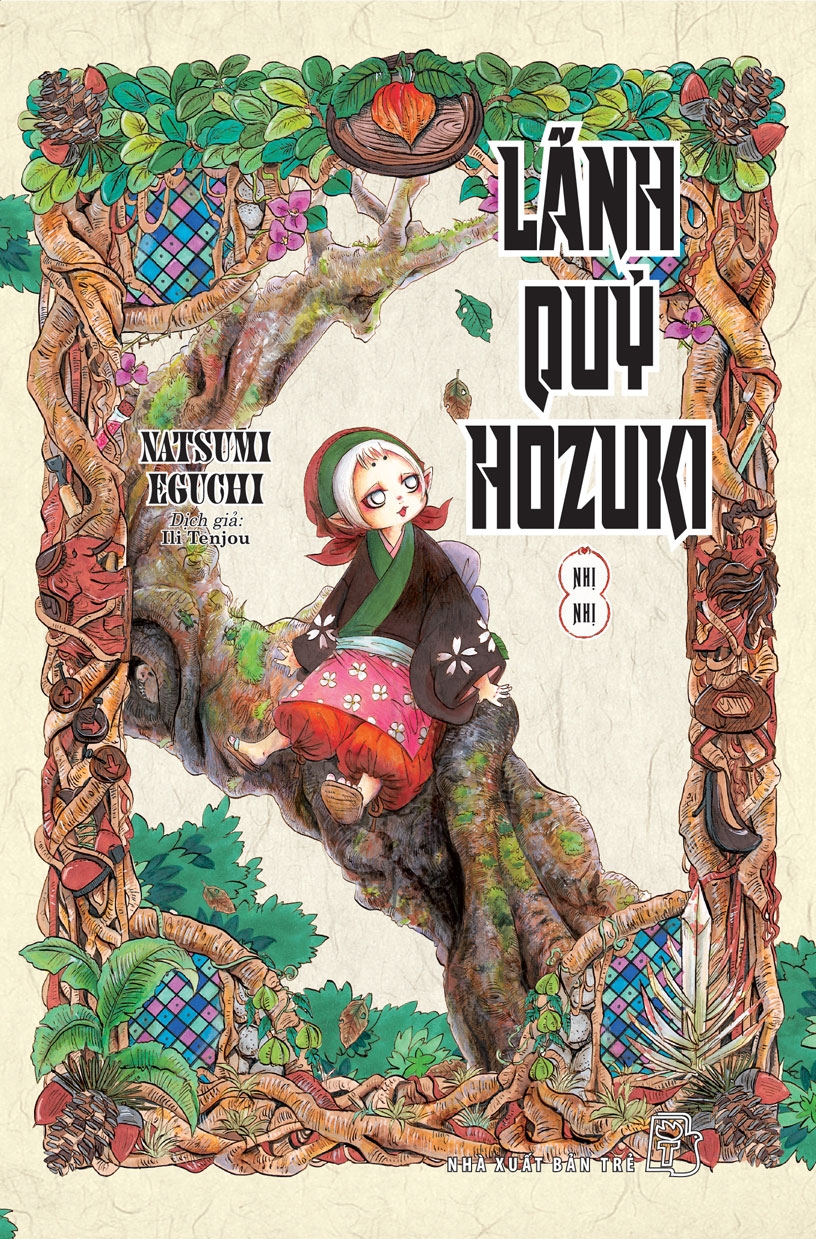 LÃNH
QUỶ
HOZUKI
NATSUMI
EGUCHI
Dịch giả:
Ili Tenjou
NHỊ
NHỊ
NHÀ XUẤT BẢN TRẺ